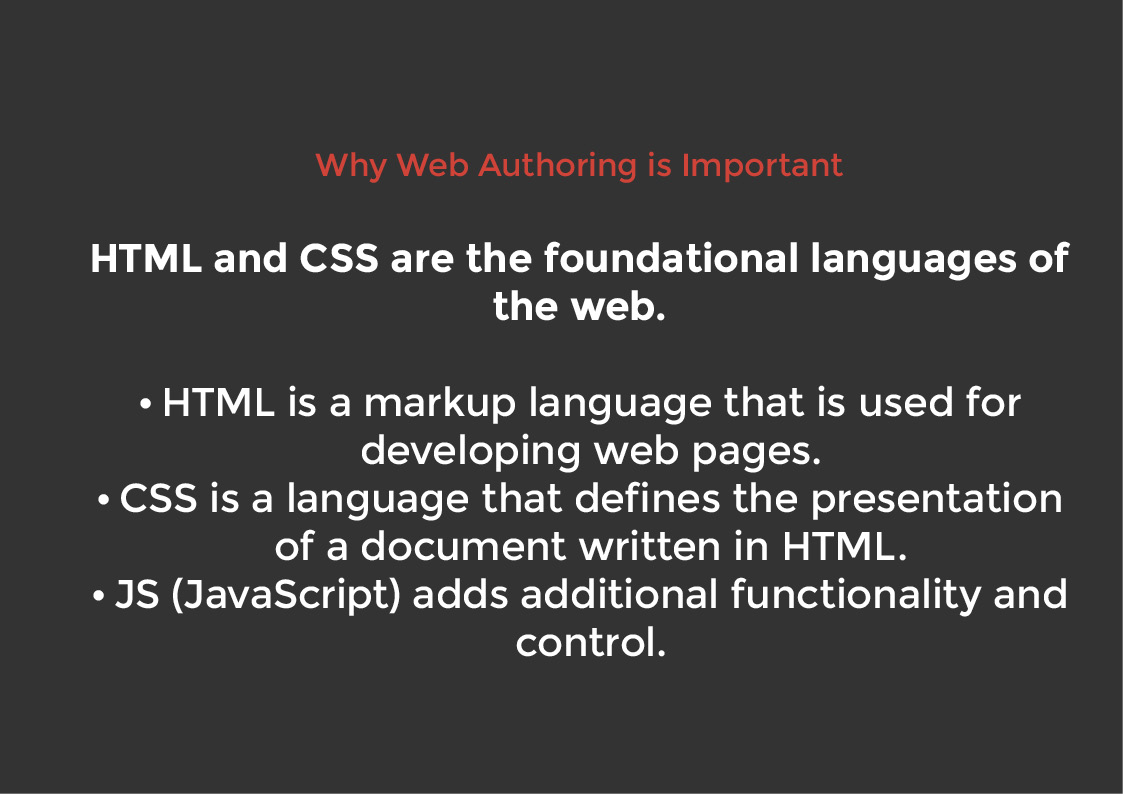 Why Web Authoring is Important
HTML and CSS are the foundational languages of
the web.
• HTML is a markup language that is used for
developing web pages.
• CSS is a language that defines the presentation
of a document written in HTML.
• JS (JavaScript) adds additional functionality and
control.